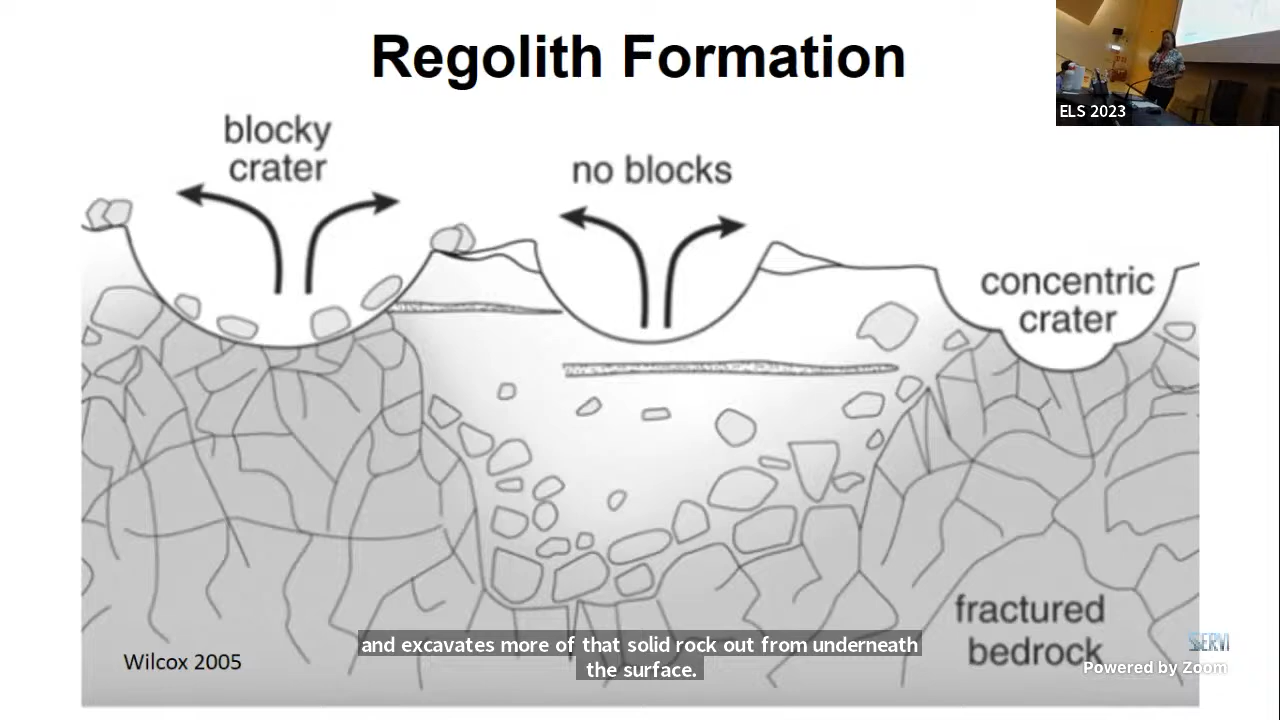 Regolith Formation
ELS 2023
blocky
crater
no blocks
concentric
crater
fractured
bedrock
Wilcox 2005
and excavates more of that solid rock out from underneath
the surface.
Powered by Zoom